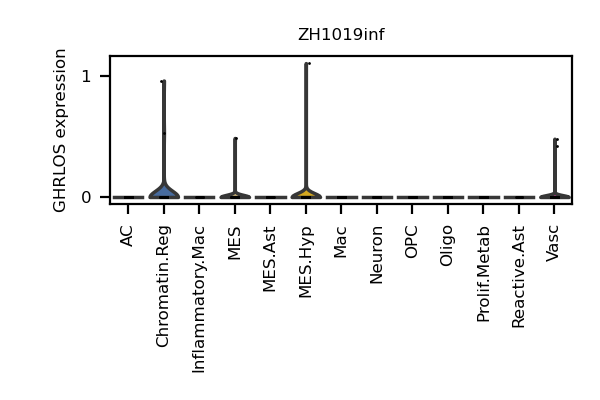 ZH1019inf
GHRLOS expression
1
0
AC
Chromatin.Reg
Inflammatory.Mac
MES
MES.Ast
MES.Hyp
Mac
Neuron
OPC
Oligo
Prolif.Metab
Reactive.Ast
Vasc